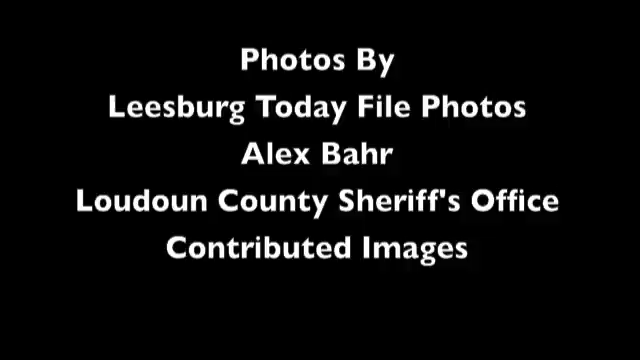 Photos By
Leesburg Today File Photos
Alex Bahr
Loudoun County Sheriff's Office
Contributed Images